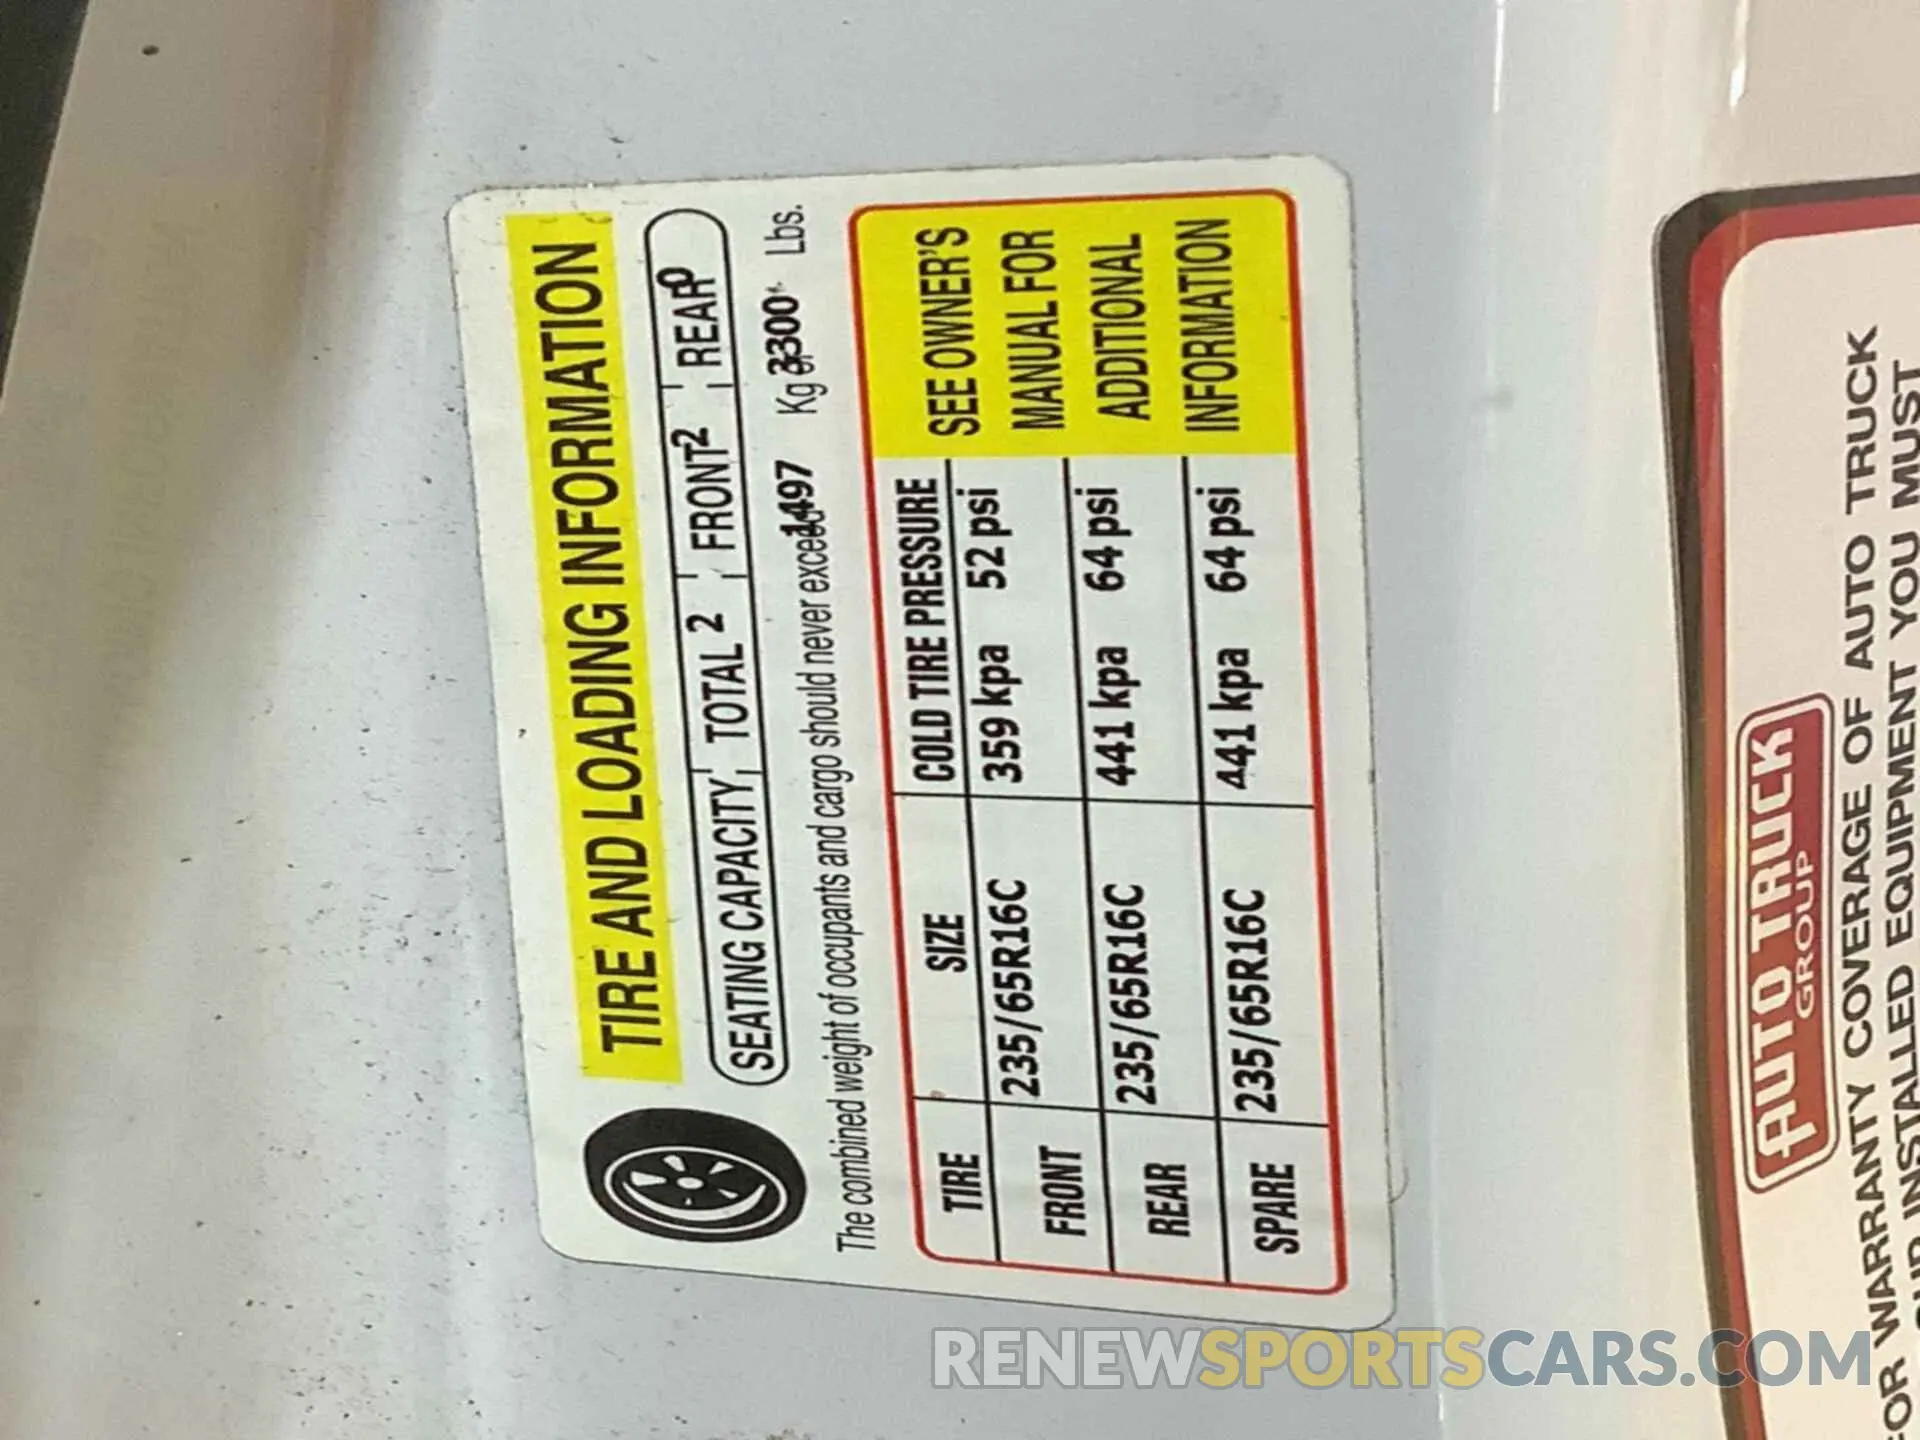 TIRE AND LOADING INFORMATION
SEATING CAPACITY TOTAL 2 FRONT 2 REAR 0
The combined weight of occupants and cargo should never exceed 1497 Kg or 3300 Lbs.
TIRE SIZE COLD TIRE PRESSURE
FRONT 235/65R16C 359 kpa 52 psi
REAR 235/65R16C 441 kpa 64 psi
SPARE 235/65R16C 441 kpa 64 psi
SEE OWNER'S
MANUAL FOR
ADDITIONAL
INFORMATION
AUTO TRUCK
GROUP
FOR WARRANTY COVERAGE OF AUTO TRUCK
INSTALLED EQUIPMENT YOU MUST
RENEWSPORTSCARS.COM